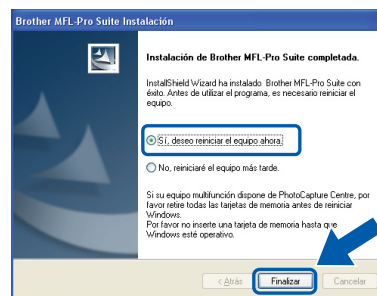 Brother MFL-Pro Suite Instalación
Instalación de Brother MFL-Pro Suite completada.
InstallShield Wizard ha instalado Brother MFL-Pro Suite con
éxito. Antes de utilizar el programa, es necesario reiniciar el
equipo.
Sí, deseo reiniciar el equipo ahora.
No, reiniciaré el equipo más tarde.
Si su equipo multifunción dispone de PhotoCapture Centre, por
favor retire todas las tarjetas de memoria antes de reiniciar
Windows.
Por favor no inserte una tarjeta de memoria hasta que
Windows esté operativo.
< Atrás Finalizar Cancelar